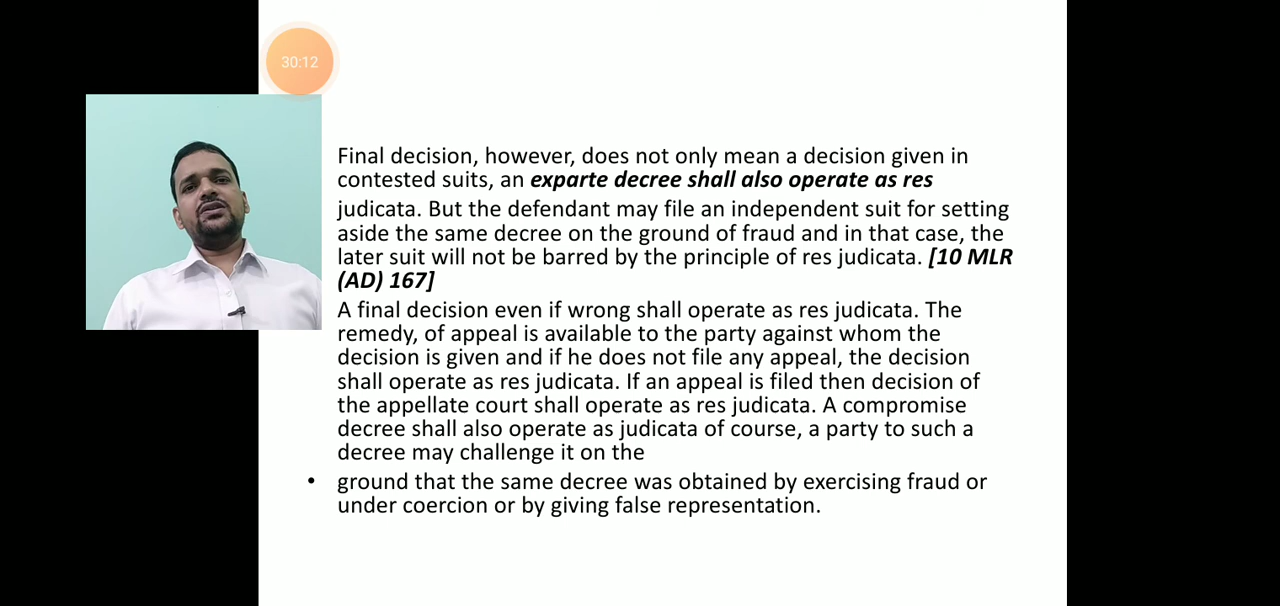 30:12
Final decision, however, does not only mean a decision given in
contested suits, an exparte decree shall also operate as res
judicata. But the defendant may file an independent suit for setting
aside the same decree on the ground of fraud and in that case, the
later suit will not be barred by the principle of res judicata. [10 MLR
(AD) 167]
A final decision even if wrong shall operate as res judicata. The
remedy, of appeal is available to the party against whom the
decision is given and if he does not file any appeal, the decision
shall operate as res judicata. If an appeal is filed then decision of
the appellate court shall operate as res judicata. A compromise
decree shall also operate as judicata of course, a party to such a
decree may challenge it on the
• ground that the same decree was obtained by exercising fraud or
under coercion or by giving false representation.